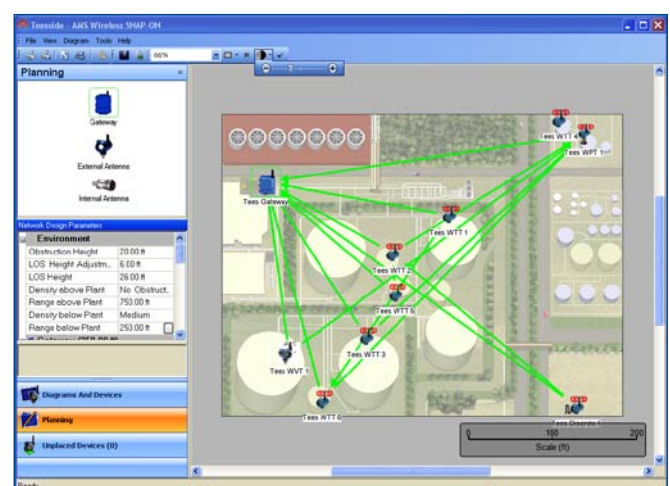 Teesside - AMS Wireless SNAP-ON
File View Diagram Tools Help
66%
Planning
Gateway
External Antenna
Internal Antenna
Network Design Parameters
Environment
Obstruction Height 20.00 ft
LOS Height Adjustm.. 6.00 ft
LOS Height 26.00 ft
Density above Plant No Obstruct..
Range above Plant 750.00 ft
Density below Plant Medium
Range below Plant 250.00 ft
Diagrams And Devices
Planning
Unplaced Devices (0)
Ready
Tees WTT 4
Tees WPT 1
Tees Gateway
Tees WTT 1
Tees WTT 2
Tees WTT 5
Tees WTT 3
Tees WVT 1
Tees WTT 6
Tees Discrete 1
0 100 200
Scale (ft)